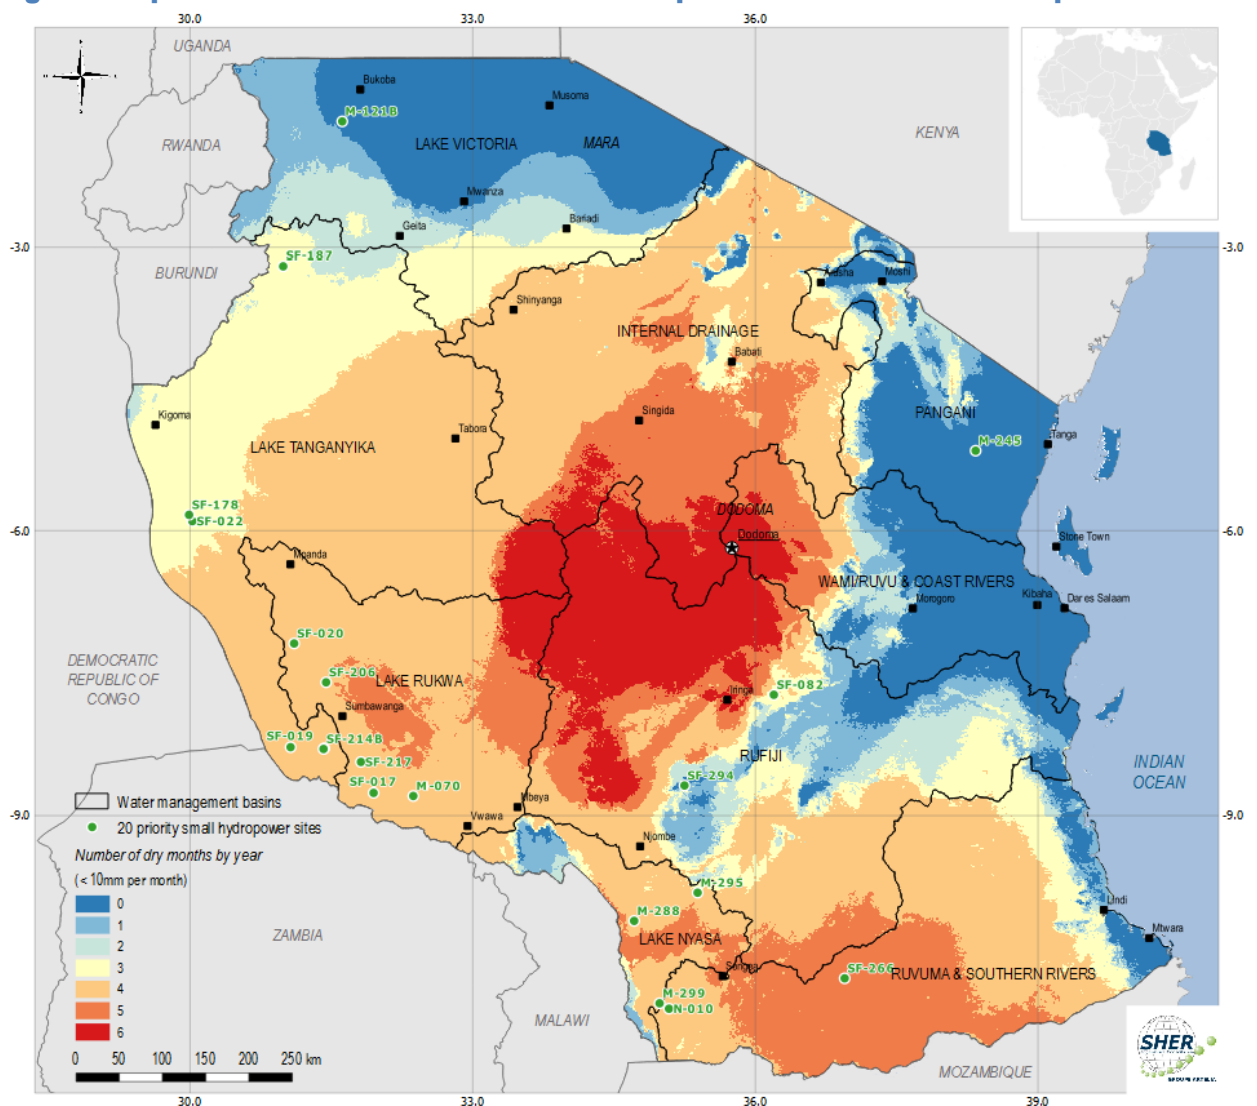 30.0
33.0
36.0
39.0
UGANDA
RWANDA
BURUNDI
KENYA
Bukoba
M-121B
Musoma
LAKE VICTORIA
MARA
Mwanza
Geita
Bariadi
-3.0
-3.0
SF-187
Arusha
Moshi
Shinyanga
INTERNAL DRAINAGE
Babati
Kigoma
Singida
PANGANI
Tabora
LAKE TANGANYIKA
M-245
Tanga
SF-178
SF-022
DODOMA
Dodoma
-6.0
-6.0
Stone Town
Mpanda
WAMI/RUVU & COAST RIVERS
Morogoro
Kibaha
Dar es Salaam
SF-020
DEMOCRATIC
REPUBLIC OF
CONGO
SF-206
LAKE RUKWA
Sumbawanga
Iringa
SF-082
SF-019
SF-214B
SF-217
RUFIJI
INDIAN
OCEAN
SF-017
M-070
SF-294
Mbeya
Vwawa
-9.0
Njombe
M-295
M-288
LAKE NYASA
Lindi
Mtwara
Songea
SF-266
RUVUMA & SOUTHERN RIVERS
M-299
N-010
ZAMBIA
MALAWI
MOZAMBIQUE
Water management basins
20 priority small hydropower sites
Number of dry months by year
(< 10mm per month)
0
1
2
3
4
5
6
0 50 100 150 200 250 km
SHER
GROUPE ARTELIA
30.0
33.0
36.0
39.0